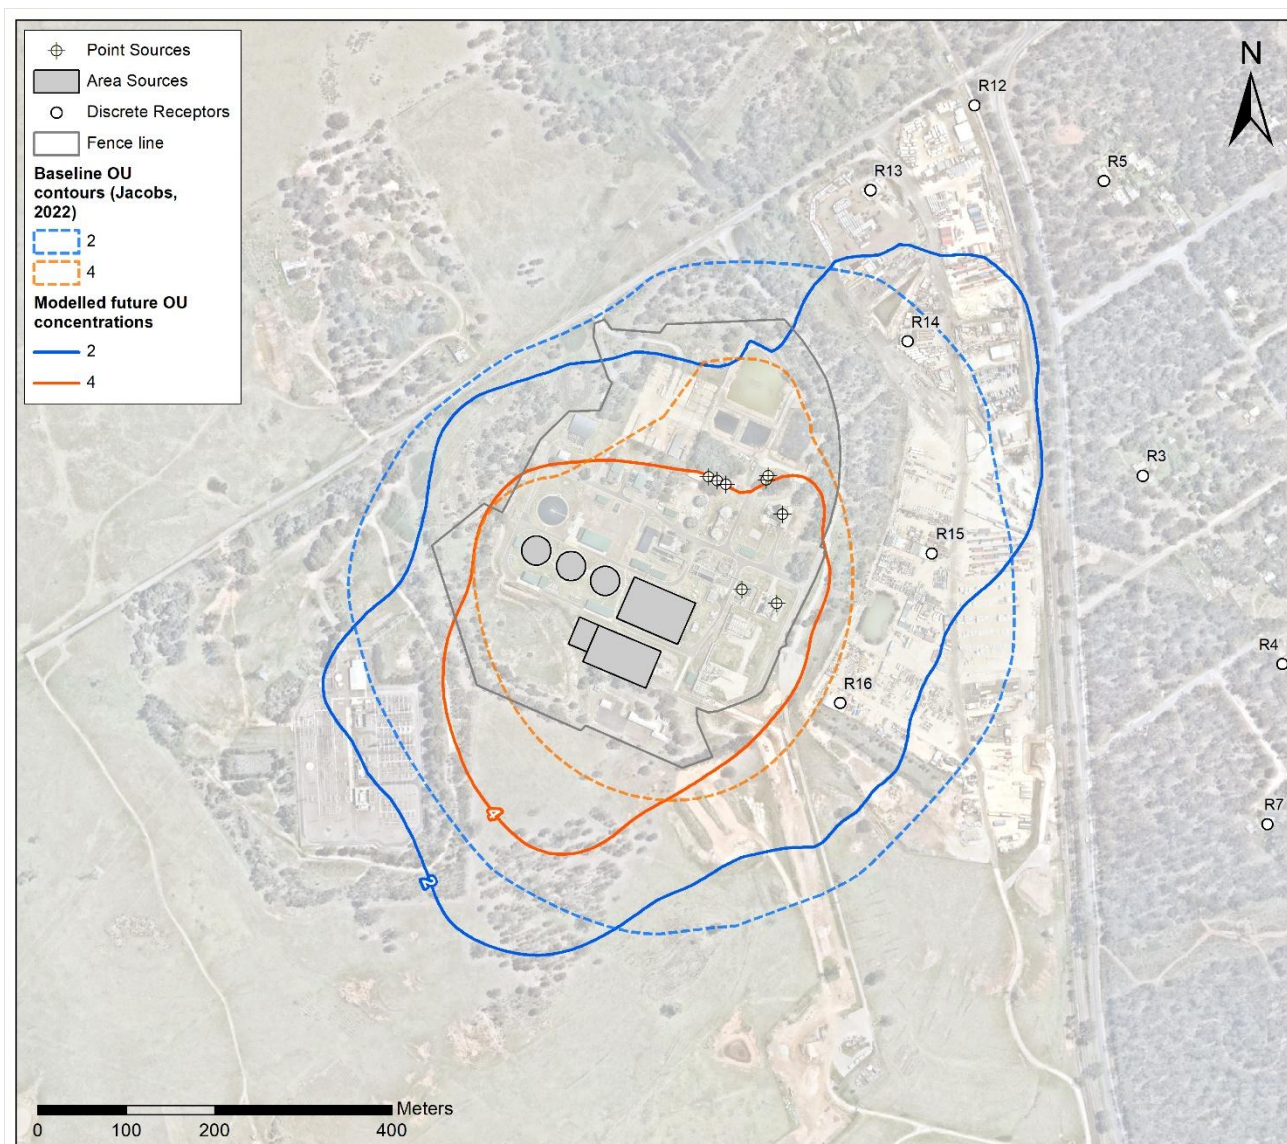 Point Sources
Area Sources
Discrete Receptors
Fence line
Baseline OU
contours (Jacobs,
2022)
2
4
Modelled future OU
concentrations
2
4
N
R12
R5
R13
R14
R3
R15
R4
R16
R7
4
2
Meters
0 100 200 400